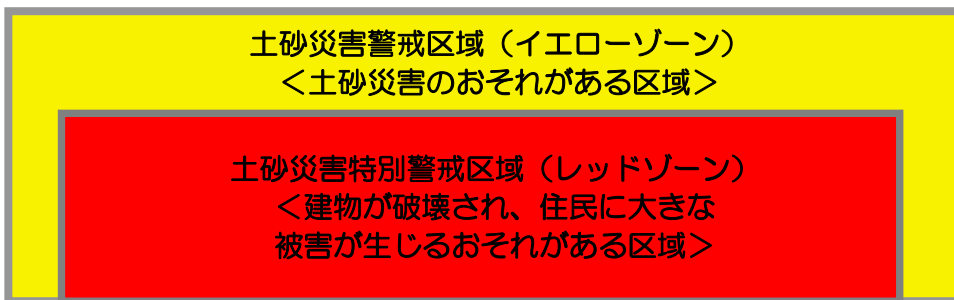 土砂災害警戒区域（イエローゾーン）
＜土砂災害のおそれがある区域＞
土砂災害特別警戒区域（レッドゾーン）
＜建物が破壊され、住民に大きな
被害が生じるおそれがある区域＞